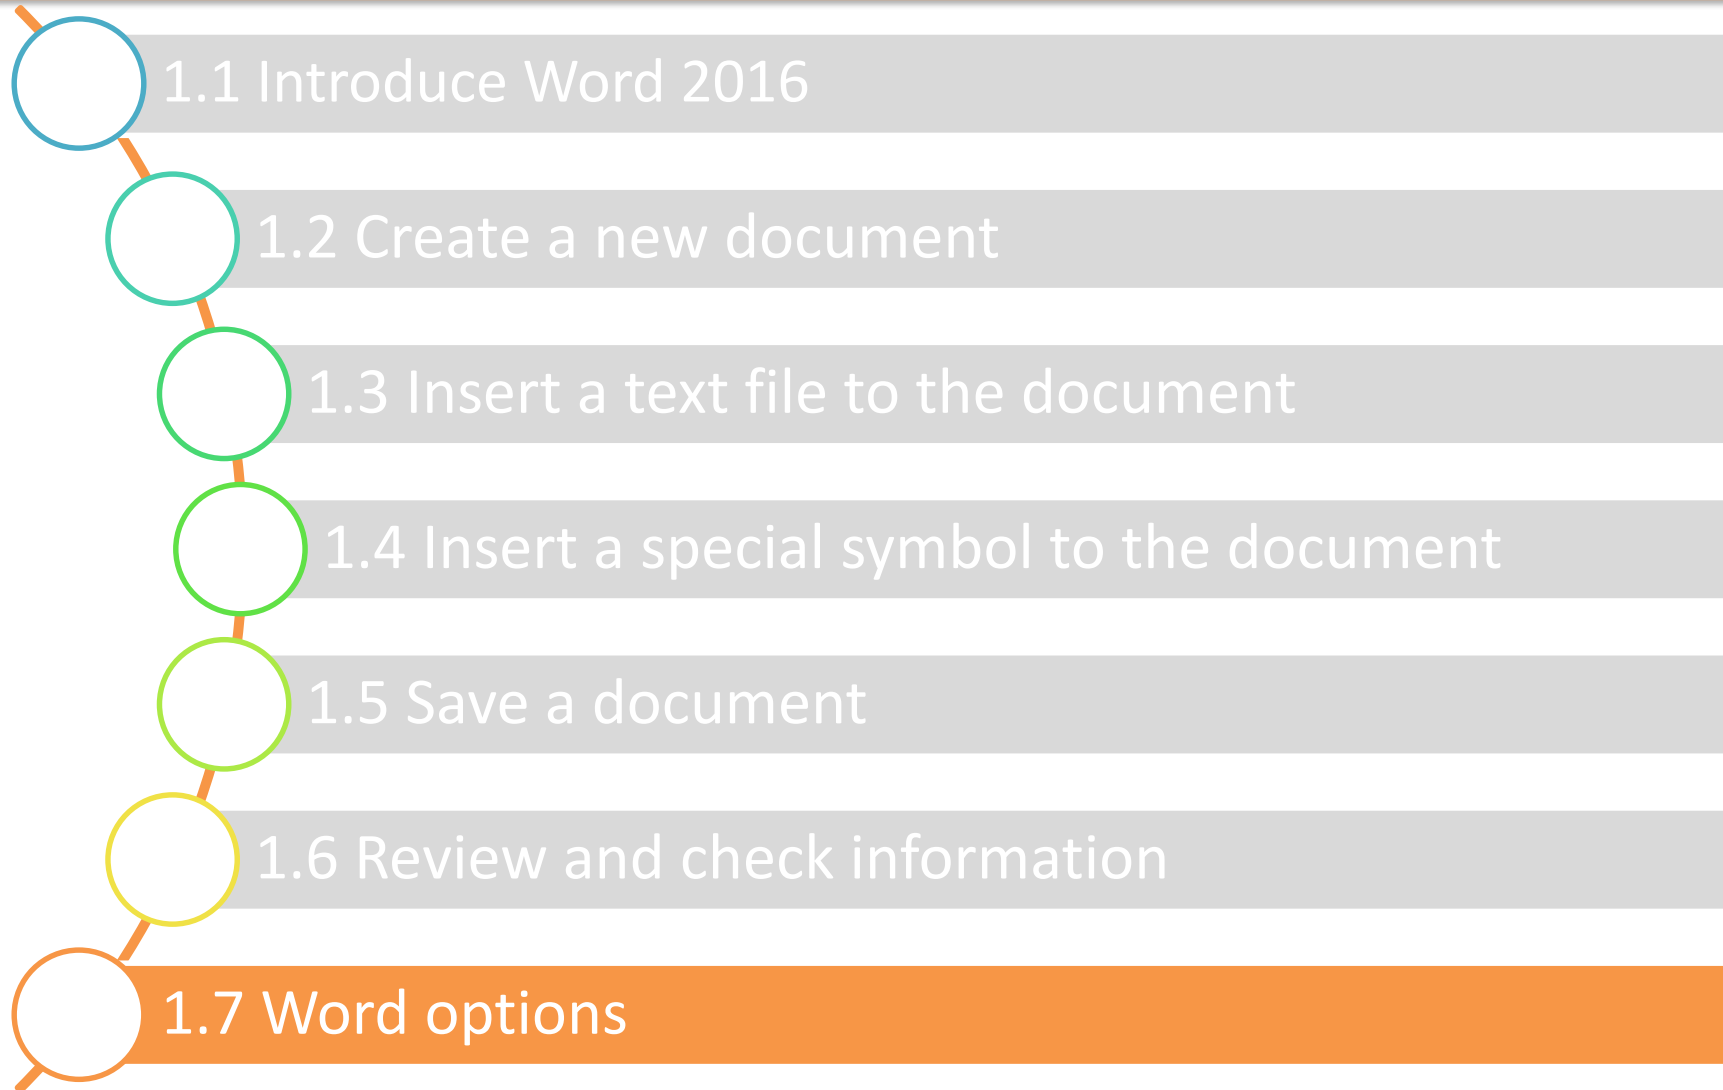 1.1 Introduce Word 2016
1.2 Create a new document
1.3 Insert a text file to the document
1.4 Insert a special symbol to the document
1.5 Save a document
1.6 Review and check information
1.7 Word options